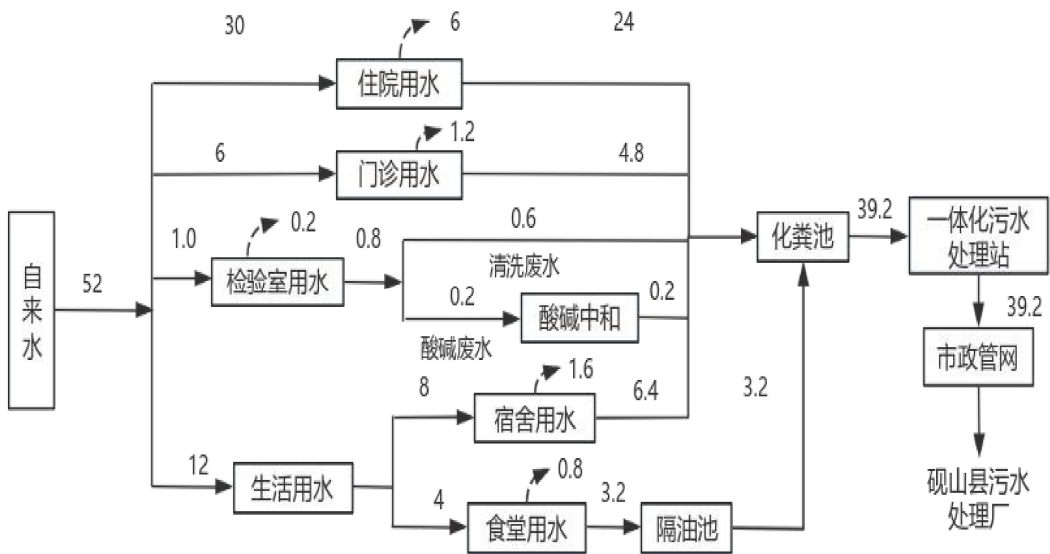 30
6
24
住院用水
1.2
6
4.8
门诊用水
自来水
52
1.0
0.2
0.8
0.6
检验室用水
清洗废水
0.2
酸碱中和
0.2
酸碱废水
化粪池
39.2
一体化污水
处理站
39.2
市政管网
砚山县污水
处理厂
8
1.6
6.4
3.2
宿舍用水
12
生活用水
4
0.8
3.2
食堂用水
隔油池